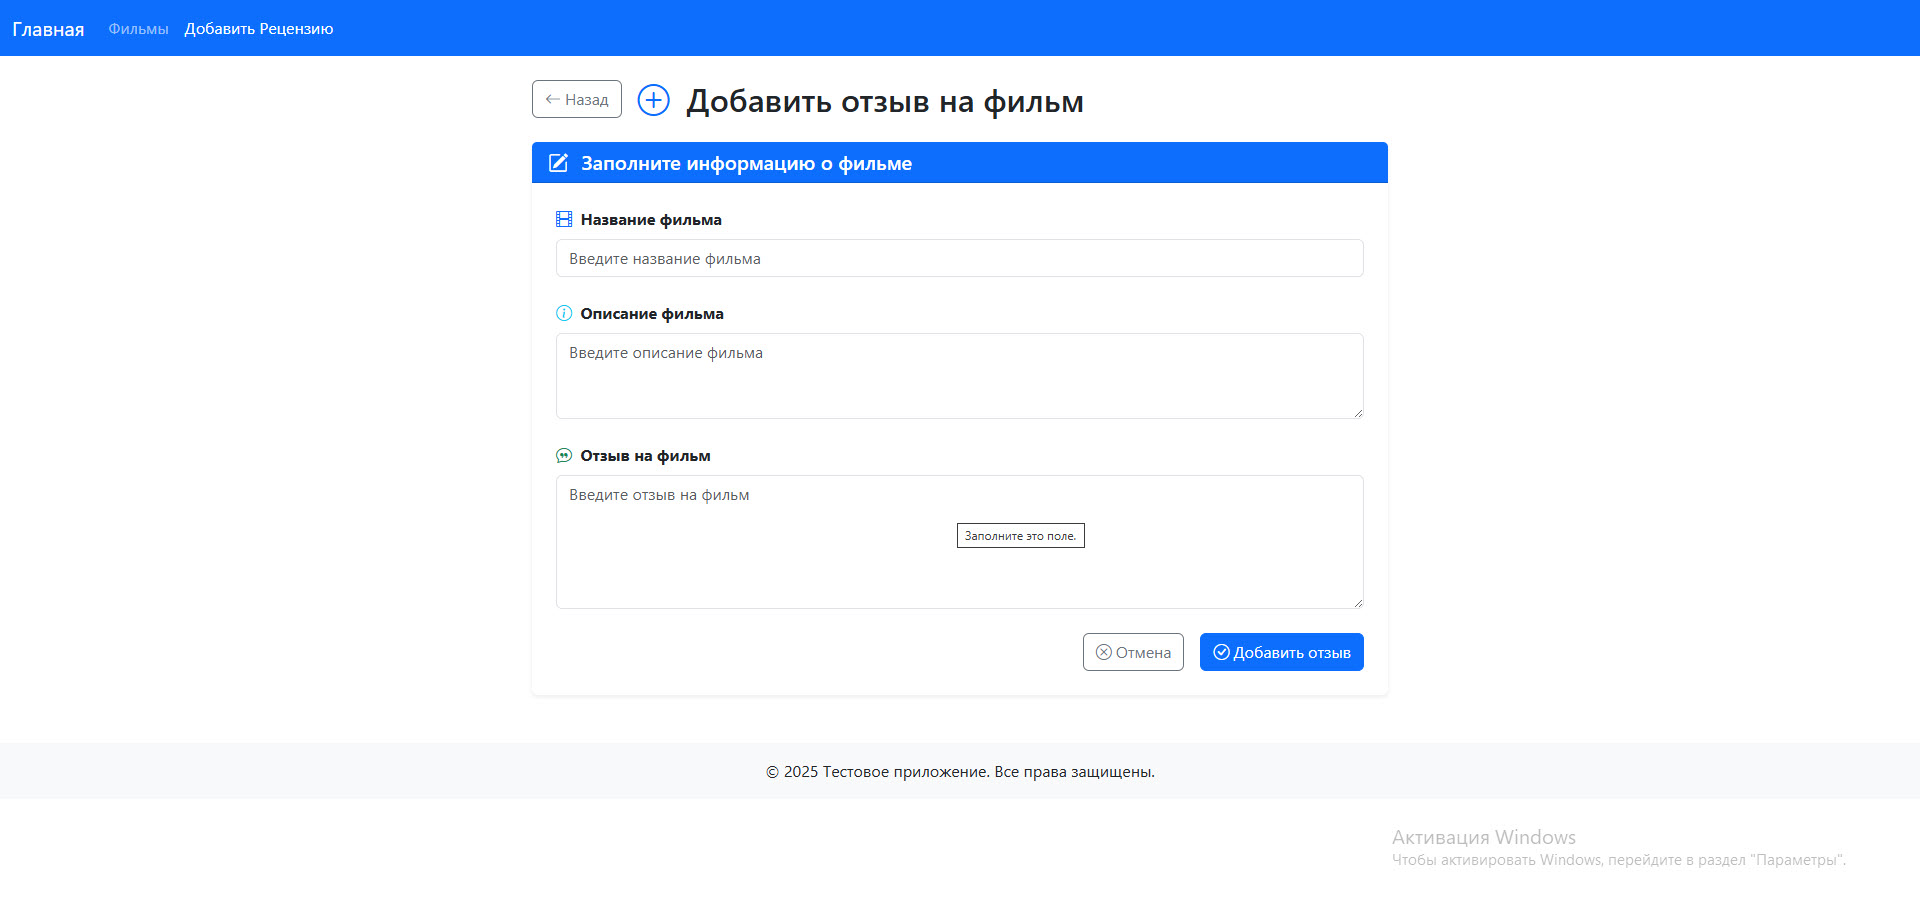 Главная Фильмы Добавить Рецензию
← Назад Добавить отзыв на фильм
Заполните информацию о фильме
Название фильма
Введите название фильма
Описание фильма
Введите описание фильма
Отзыв на фильм
Введите отзыв на фильм
Заполните это поле.
Отмена Добавить отзыв
© 2025 Тестовое приложение. Все права защищены.
Активация Windows
Чтобы активировать Windows, перейдите в раздел "Параметры".